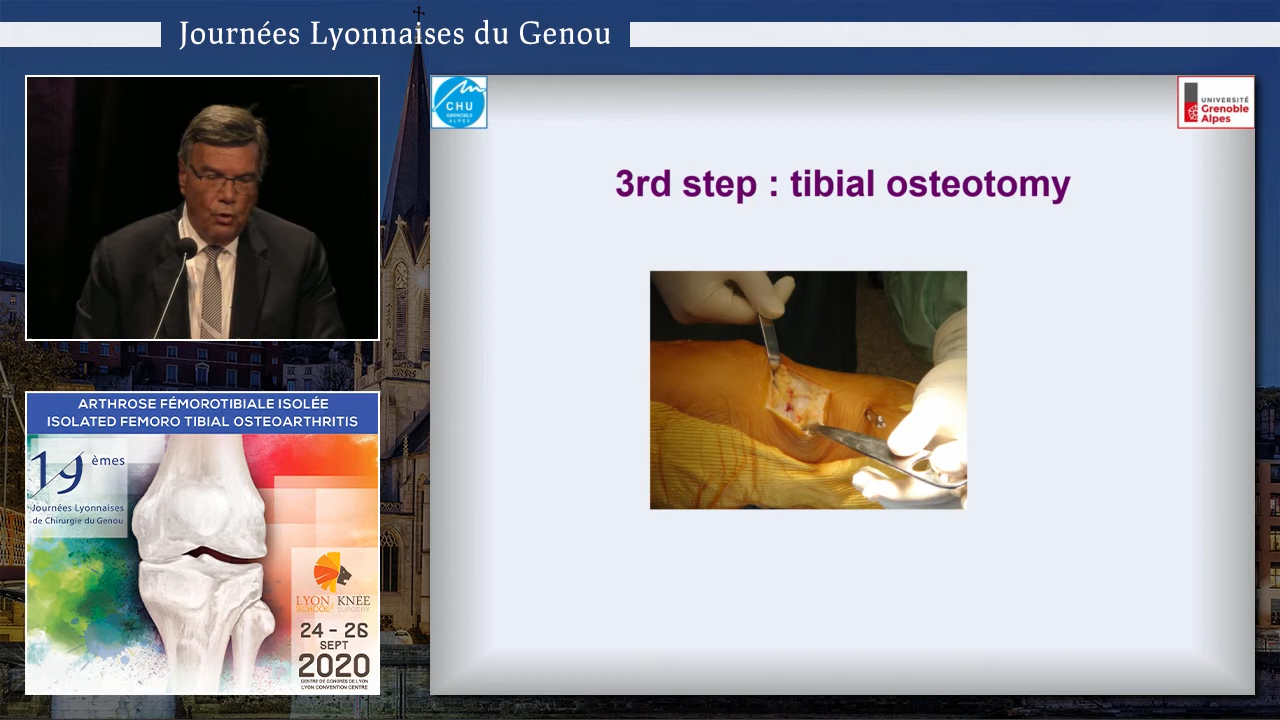 Journées Lyonnaises du Genou
CHU
GRENOBLE
ALPES
UNIVERSITÉ
Grenoble
Alpes
3rd step : tibial osteotomy
ARTHROSE FÉMOROTIBIALE ISOLÉE
ISOLATED FEMORO TIBIAL OSTEOARTHRITIS
19 èmes
Journées Lyonnaises
de Chirurgie du Genou
LYON KNEE
SCHOOL OF SURGERY
24 - 26
SEPT
2020
CENTRE DE CONGRÈS DE LYON
LYON CONVENTION CENTRE